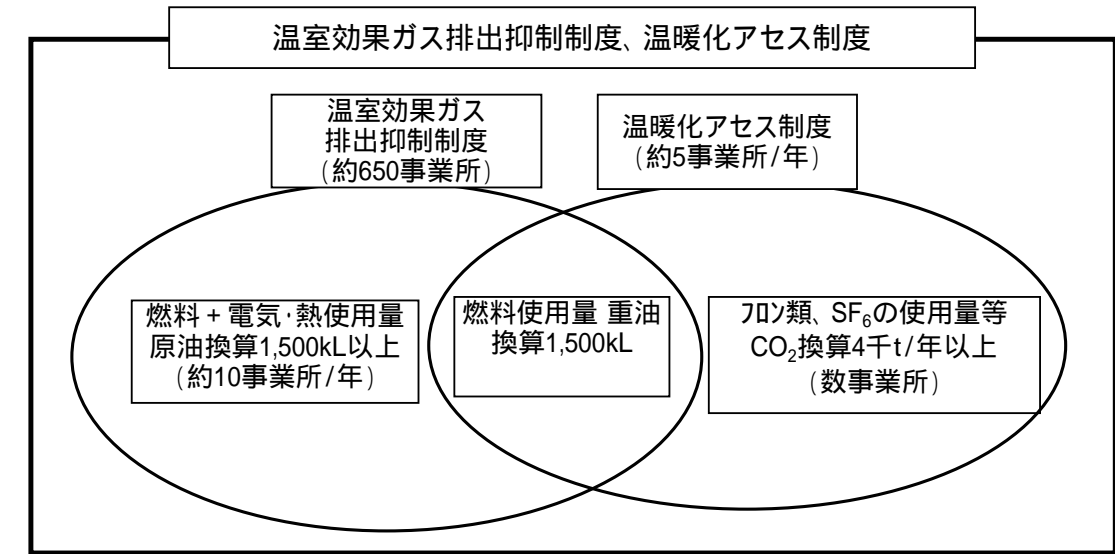 温室効果ガス排出抑制制度、温暖化アセス制度
温室効果ガス
排出抑制制度
(約650事業所)
温暖化アセス制度
(約5事業所/年)
燃料+電気・熱使用量
原油換算1,500kL以上
(約10事業所/年)
燃料使用量 重油
換算1,500kL
フロン類、SF₆の使用量等
CO₂換算4千t/年以上
(数事業所)